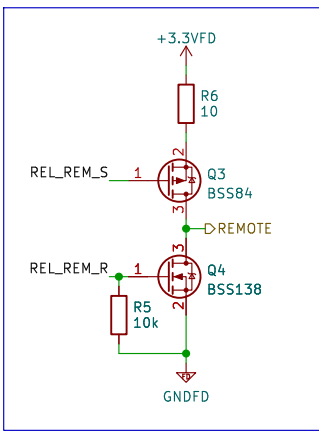 +3.3VFD
R6
10
2
REL_REM_S
1
Q3
BSS84
3
REMOTE
3
REL_REM_R
1
Q4
BSS138
R5
10k
2
FD
GNDFD